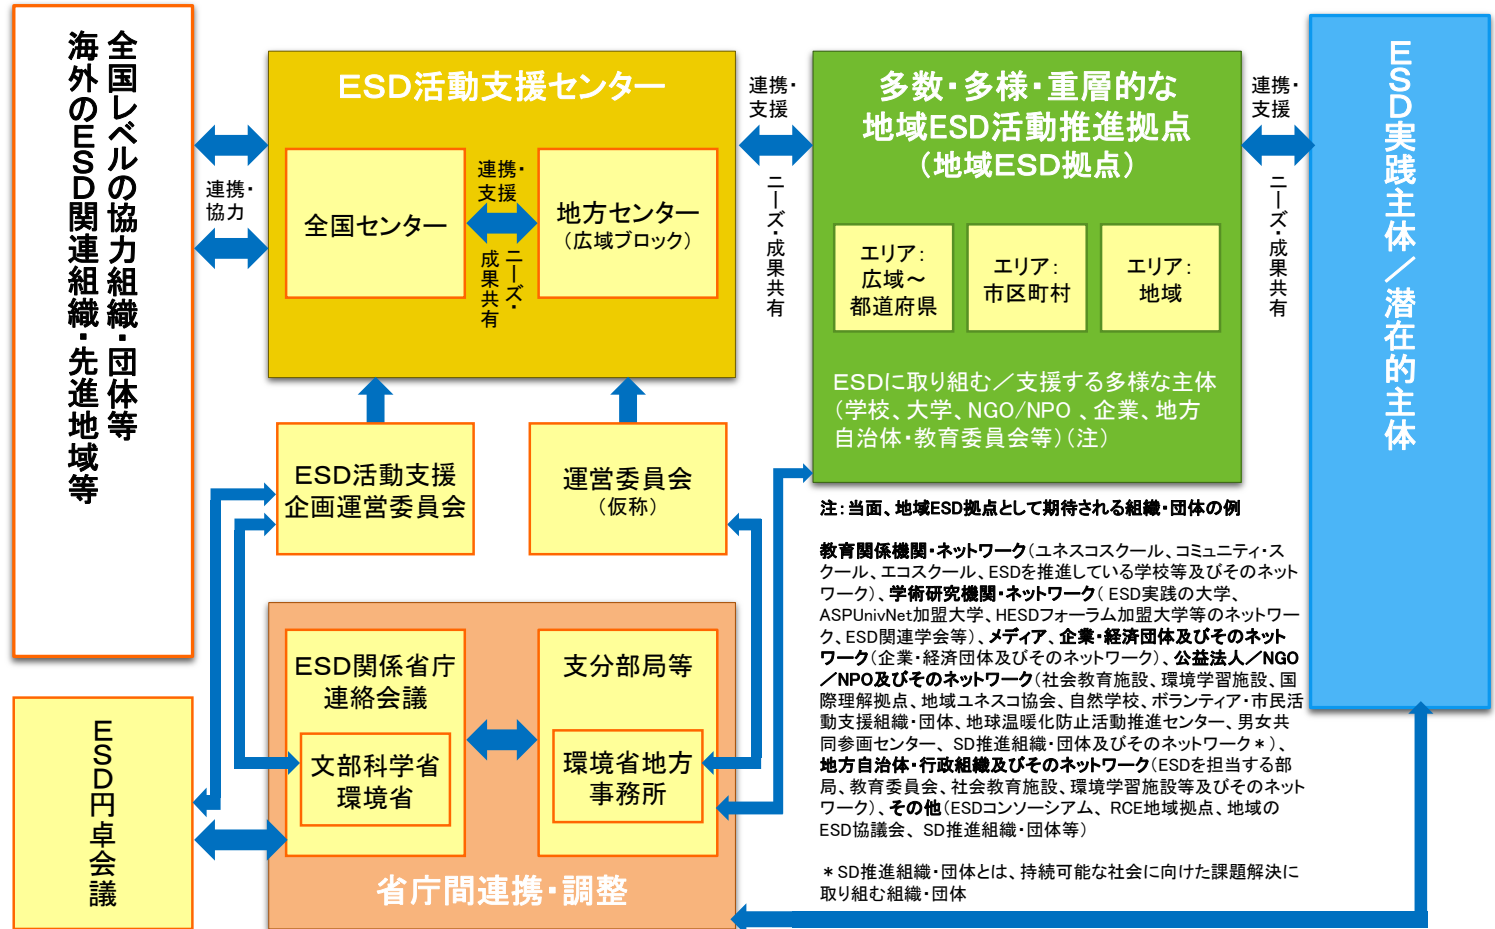 全国レベルの協力組織・団体等
海外のESD関連組織・先進地域等
連携・
協力
ESD活動支援センター
全国センター
連携・
支援
ニーズ・
成果共有
地方センター
（広域ブロック）
連携・
支援
ニーズ・成果共有
多数・多様・重層的な
地域ESD活動推進拠点
（地域ESD拠点）
エリア：
広域～
都道府県
エリア：
市区町村
エリア：
地域
ESDに取り組む／支援する多様な主体
（学校、大学、NGO/NPO 、企業、地方
自治体・教育委員会等）（注）
連携・
支援
ニーズ・成果共有
ESD実践主体／潜在的主体
ESD活動支援
企画運営委員会
運営委員会
（仮称）
ESD円卓会議
ESD関係省庁
連絡会議
文部科学省
環境省
支分部局等
環境省地方
事務所
省庁間連携・調整
注：当面、地域ESD拠点として期待される組織・団体の例
教育関係機関・ネットワーク（ユネスコスクール、コミュニティ・ス
クール、エコスクール、ESDを推進している学校等及びそのネット
ワーク）、学術研究機関・ネットワーク（ ESD実践の大学、
ASPUnivNet加盟大学、HESDフォーラム加盟大学等のネットワー
ク、ESD関連学会等）、メディア、企業・経済団体及びそのネット
ワーク（企業・経済団体及びそのネットワーク）、公益法人／NGO
／NPO及びそのネットワーク（社会教育施設、環境学習施設、国
際理解拠点、地域ユネスコ協会、自然学校、ボランティア・市民活
動支援組織・団体、地球温暖化防止活動推進センター、男女共
同参画センター、SD推進組織・団体及びそのネットワーク＊）、
地方自治体・行政組織及びそのネットワーク（ESDを担当する部
局、教育委員会、社会教育施設、環境学習施設等及びそのネット
ワーク）、その他（ESDコンソーシアム、RCE地域拠点、地域の
ESD協議会、SD推進組織・団体等）
＊SD推進組織・団体とは、持続可能な社会に向けた課題解決に
取り組む組織・団体